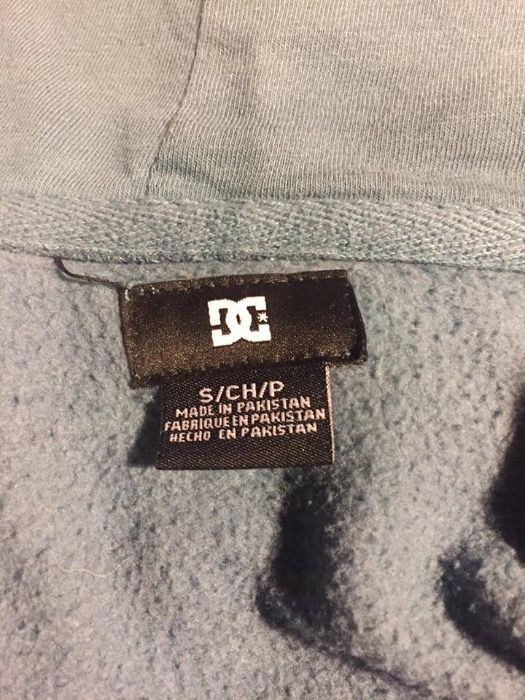 DC
S/CH/P
MADE IN PAKISTAN
FABRIQUE EN PAKISTAN
HECHO EN PAKISTAN